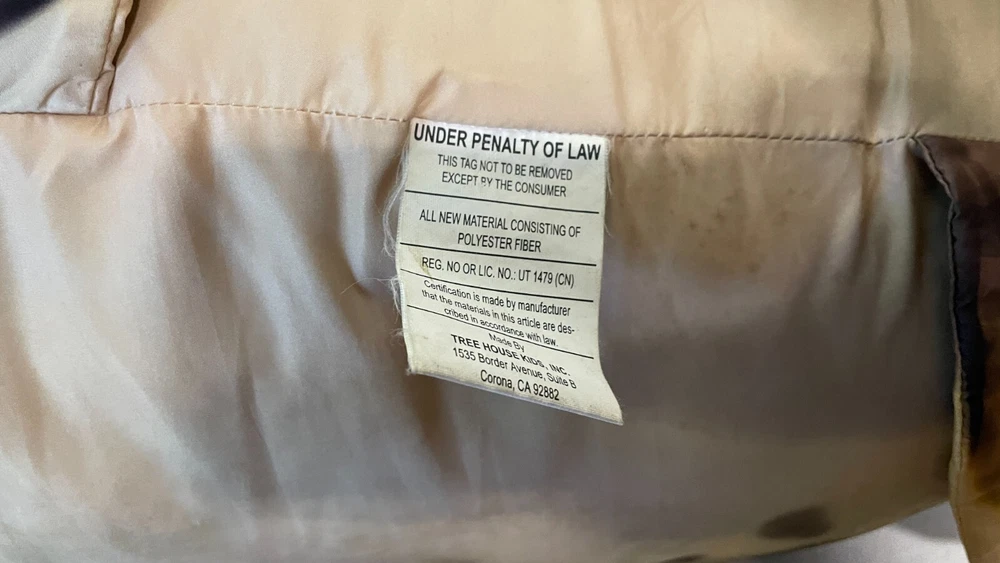 UNDER PENALTY OF LAW
THIS TAG NOT TO BE REMOVED
EXCEPT BY THE CONSUMER
ALL NEW MATERIAL CONSISTING OF
POLYESTER FIBER
REG. NO OR LIC. NO.: UT 1479 (CN)
Certification is made by manufacturer
that the materials in this article are des-
cribed in accordance with law.
Made By
TREE HOUSE KIDS, INC.
1535 Border Avenue, Suite B
Corona, CA 92882